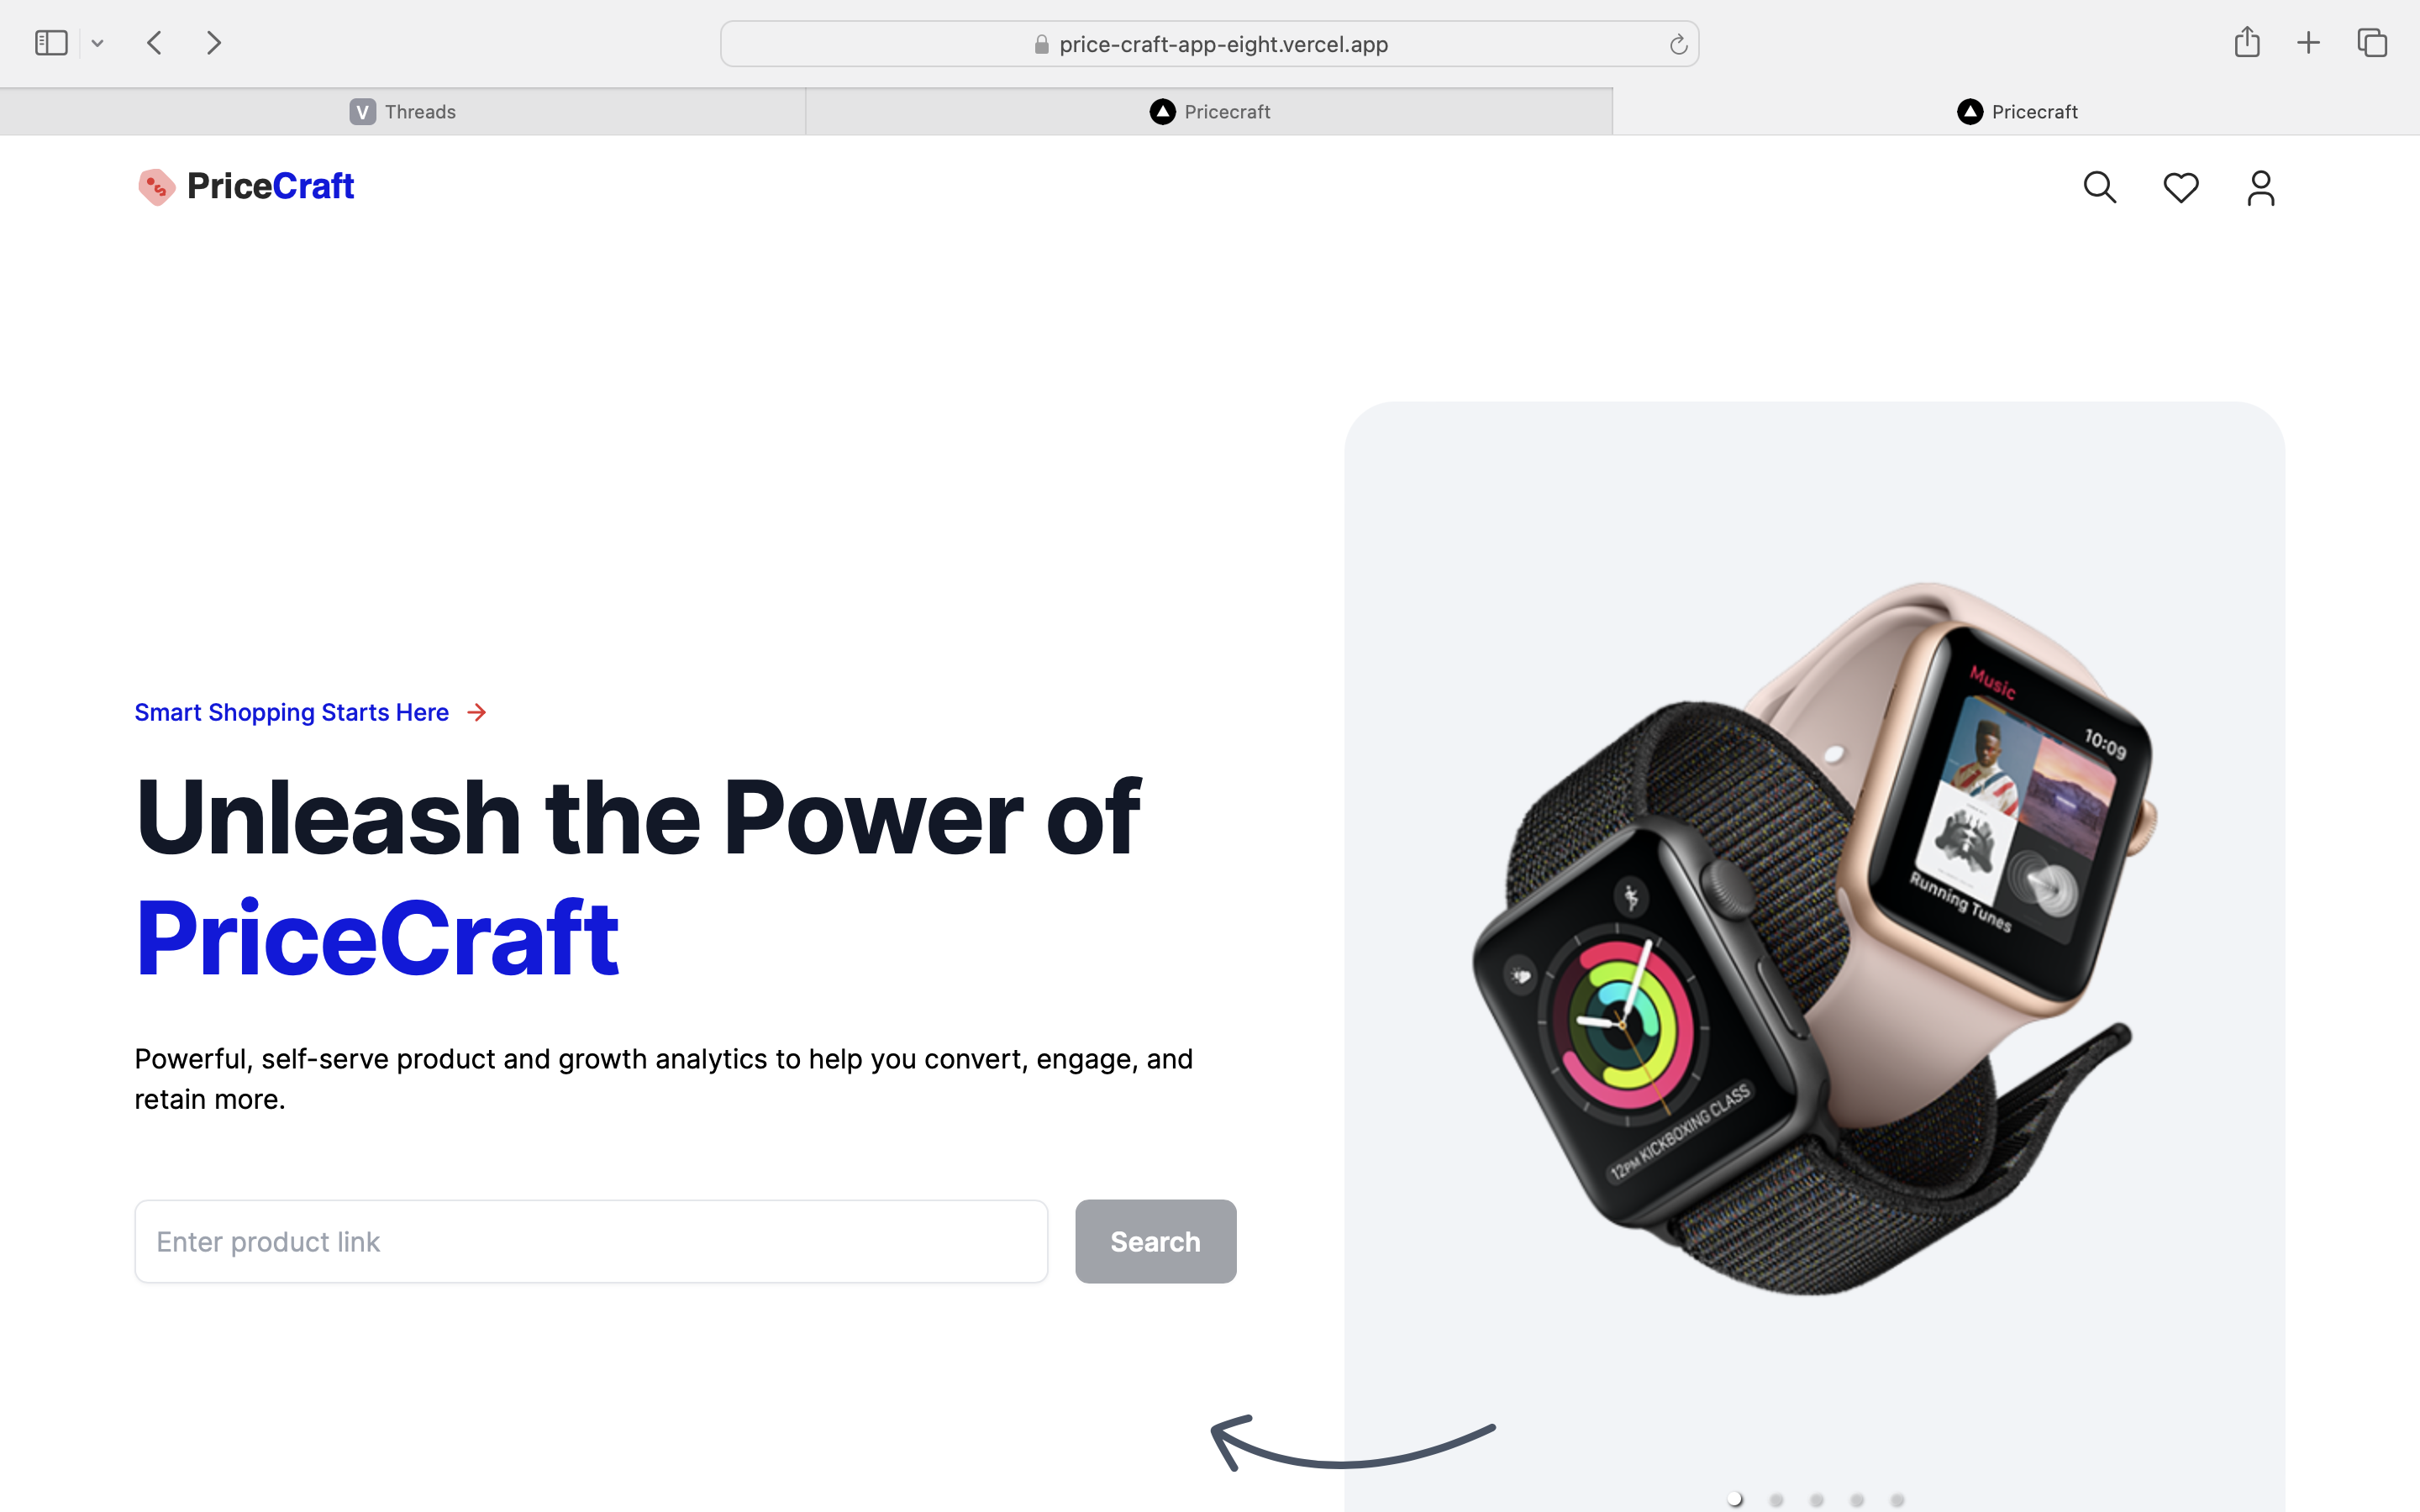 price-craft-app-eight.vercel.app
V Threads
Pricecraft
Pricecraft
PriceCraft
Smart Shopping Starts Here →
Unleash the Power of
PriceCraft
Powerful, self-serve product and growth analytics to help you convert, engage, and
retain more.
Enter product link
Search
Music
10:09
Running Tunes
12PM KICKBOXING CLASS